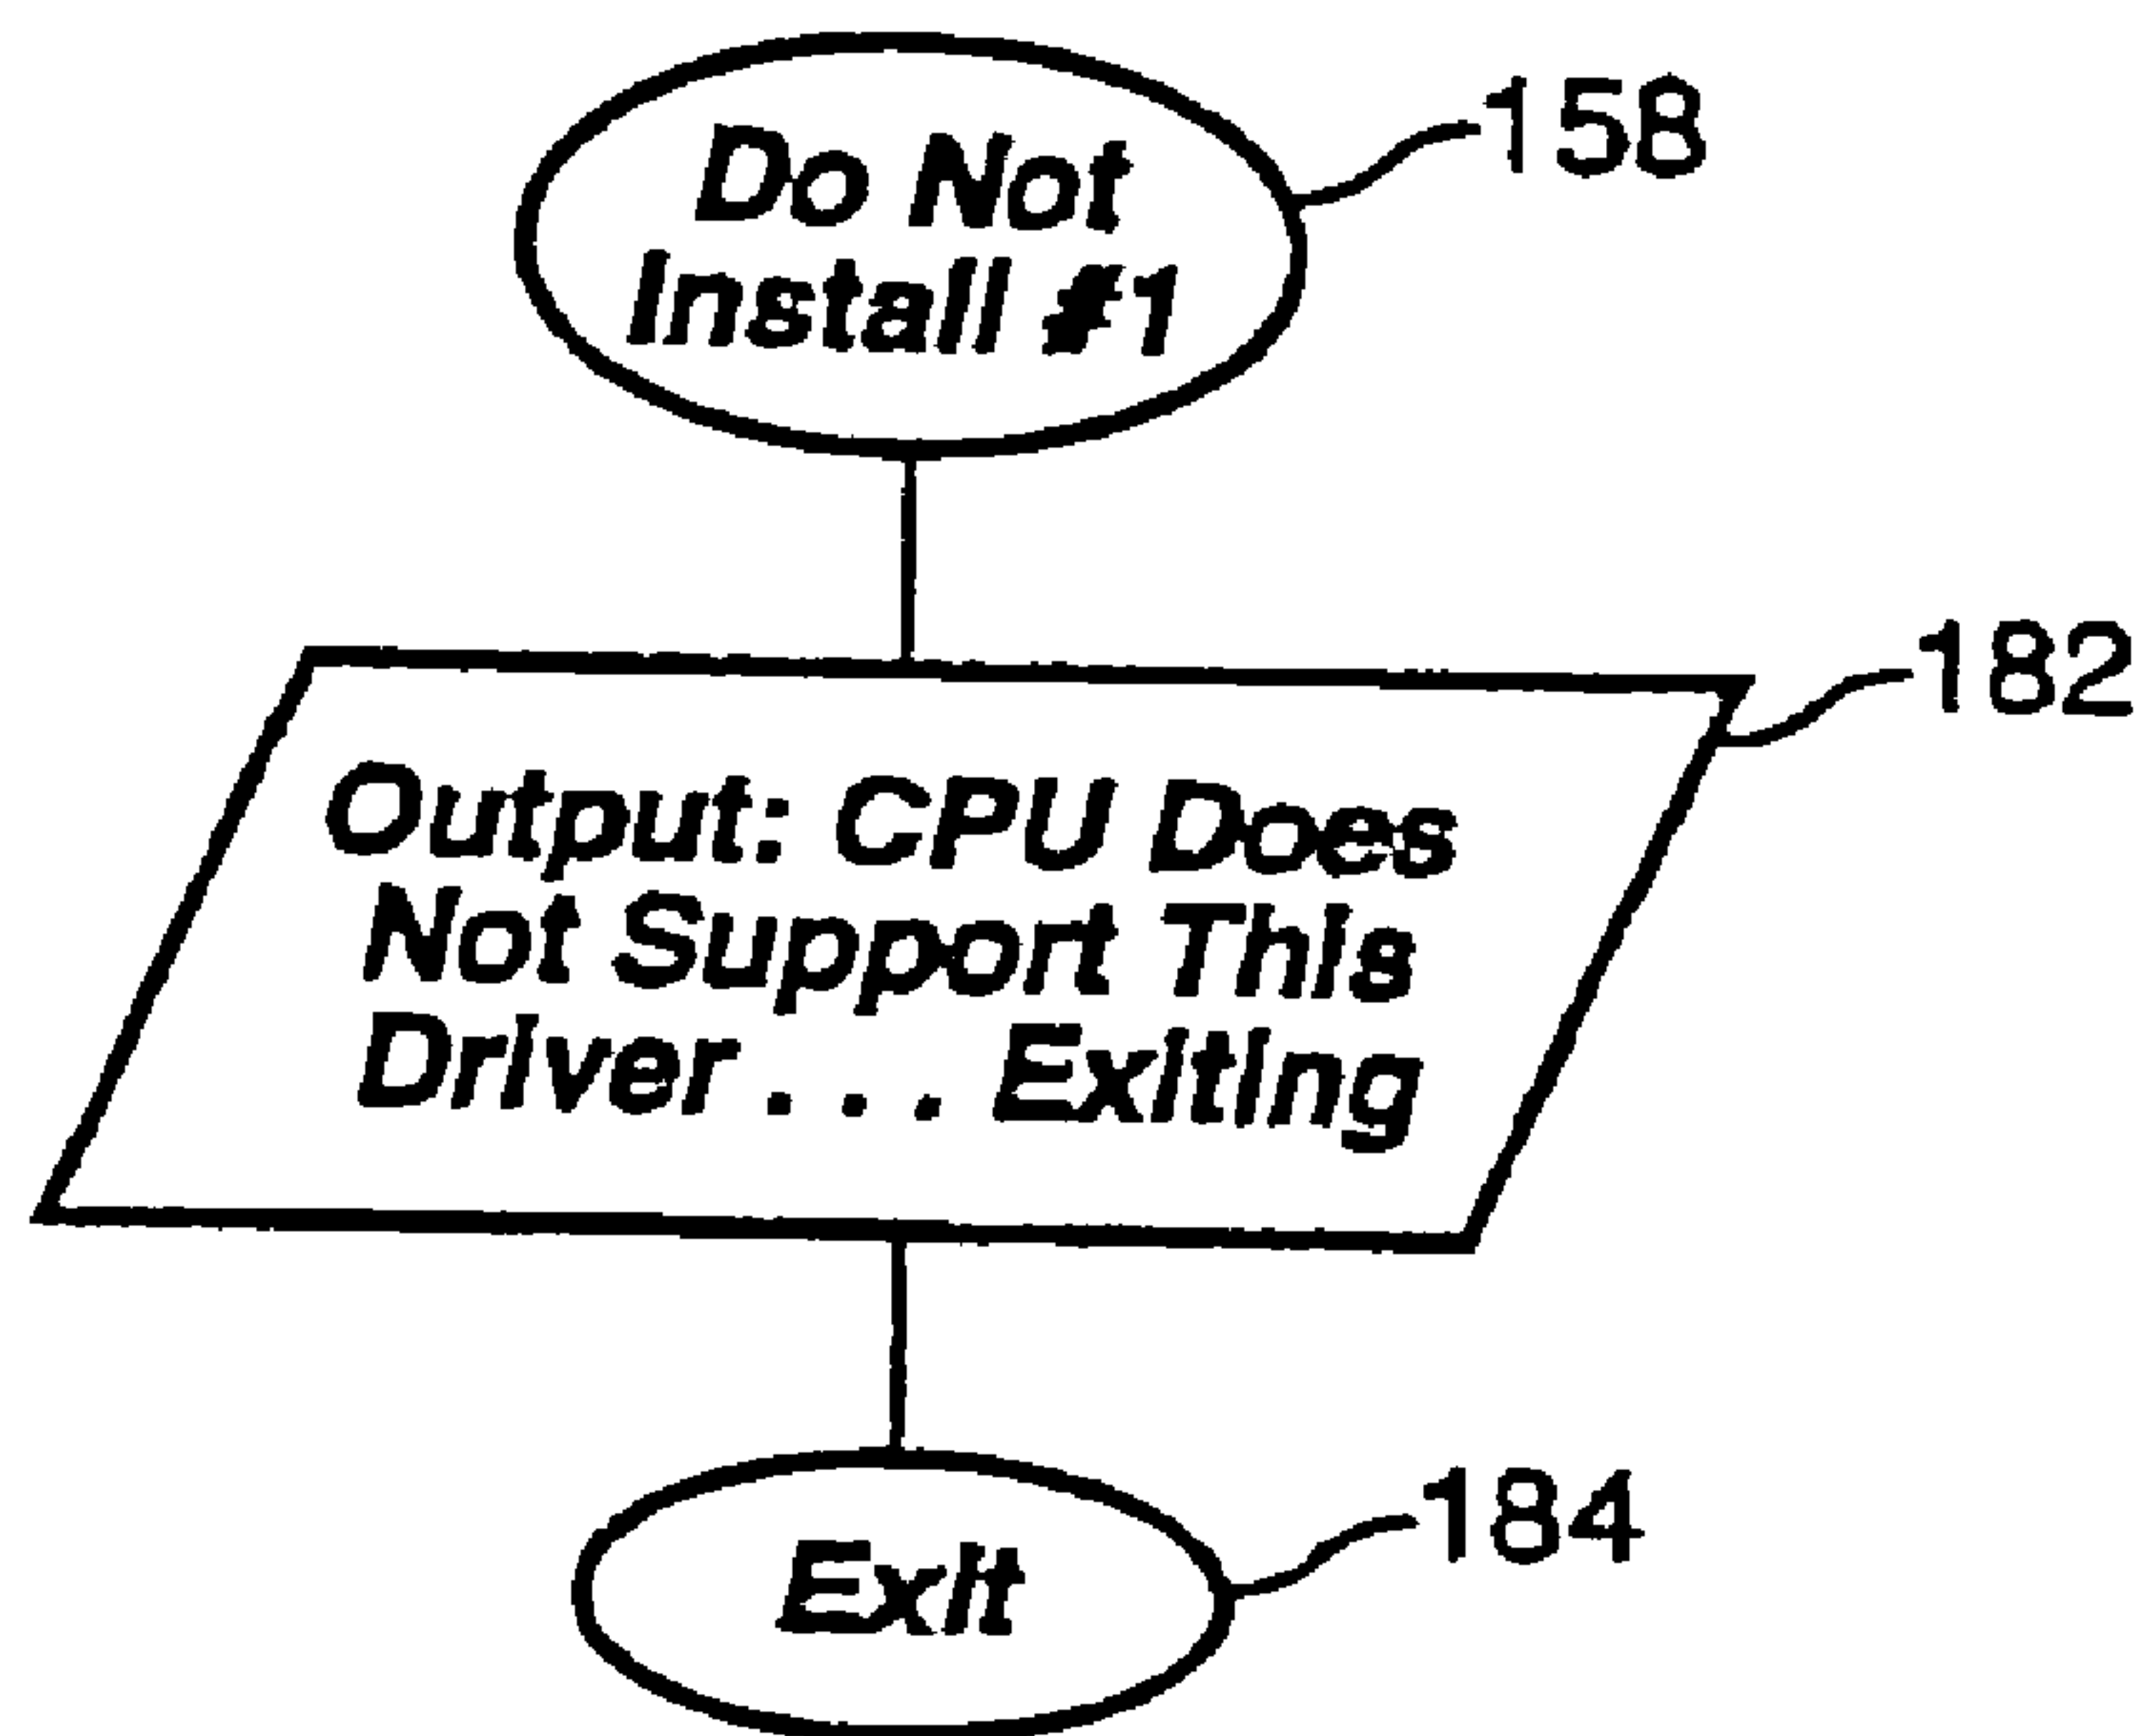 Do Not
Install #1
158
182
Output: CPU Does
Not Support This
Driver . . . Exiting
Exit
184